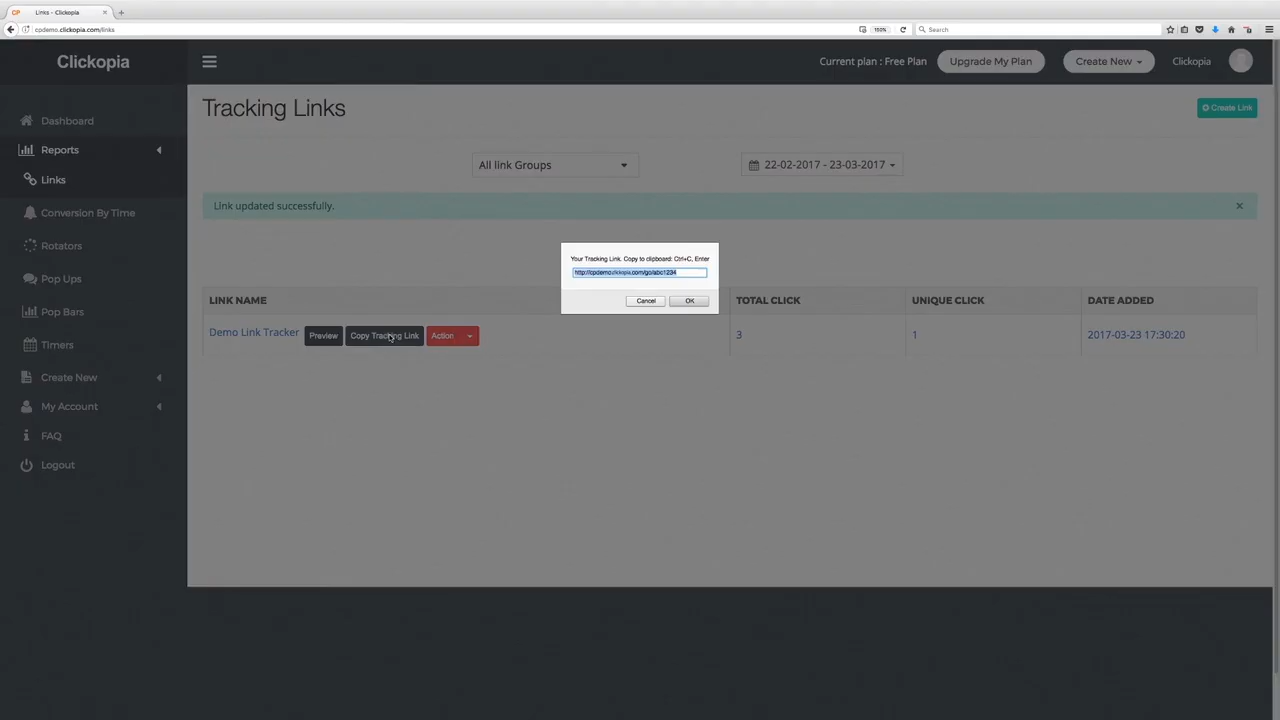 CP Links - Clickopia × +
cpdemo.clickopia.com/links 150% Search
Clickopia
Current plan : Free Plan Upgrade My Plan Create New Clickopia
Dashboard
Reports
Links
Conversion By Time
Rotators
Pop Ups
Pop Bars
Timers
Create New
My Account
FAQ
Logout
Tracking Links
Create Link
All link Groups 22-02-2017 - 23-03-2017
Link updated successfully. ×
Your Tracking Link. Copy to clipboard: Ctrl+C, Enter
http://cpdemo.clickopia.com/go/abc1234
Cancel OK
LINK NAME TOTAL CLICK UNIQUE CLICK DATE ADDED
Demo Link Tracker Preview Copy Tracking Link Action 3 1 2017-03-23 17:30:20